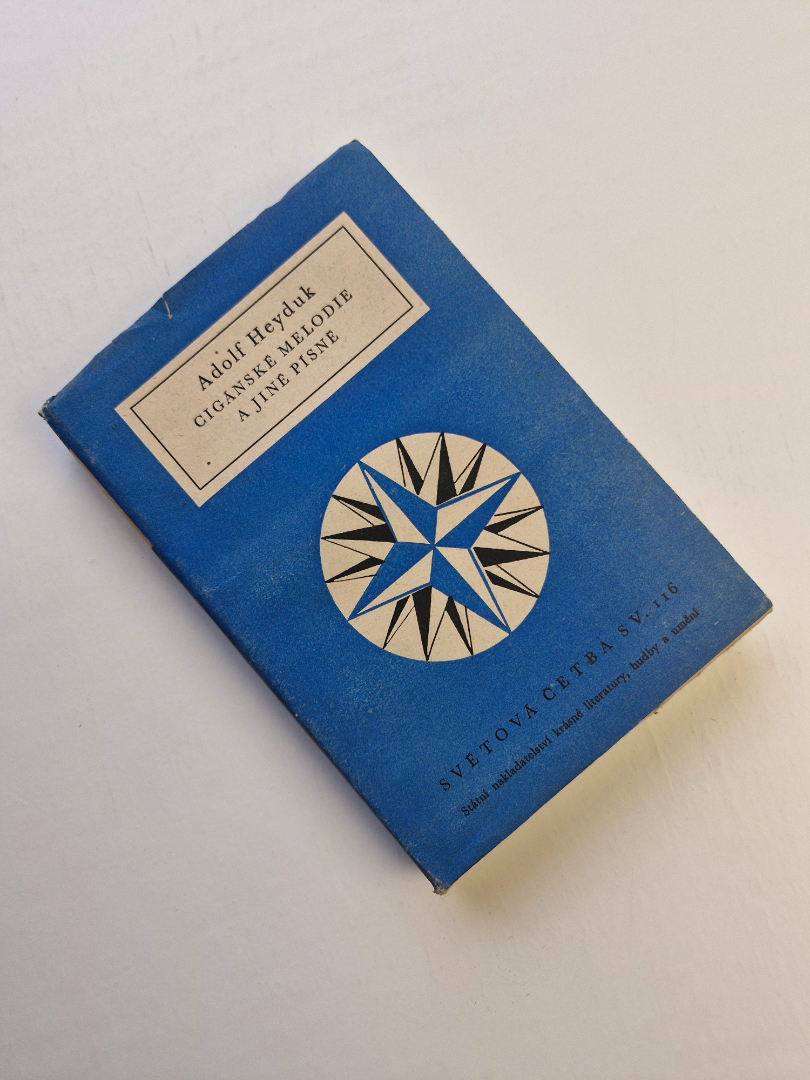 Adolf Heyduk
CIGÁNSKÉ MELODIE
A JINÉ PÍSNĚ
SVĚTOVÁ ČETBA SV. 116
Státní nakladatelství krásné literatury, hudby a umění